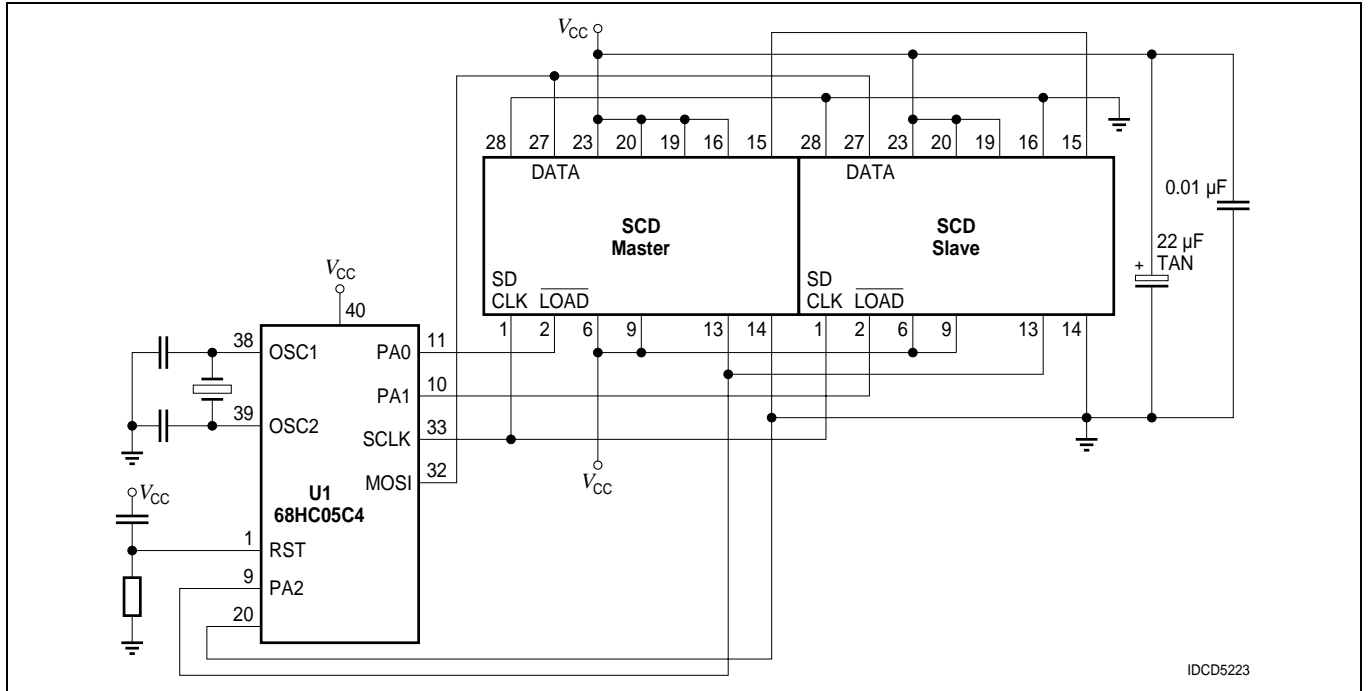 VCC
28 27 23 20 19 16 15 28 27 23 20 19 16 15
DATA DATA
0.01 µF
SCD
Master
SCD
Slave
22 µF
+ TAN
SD
CLK LOAD
SD
CLK LOAD
VCC
40
1 2 6 9 13 14 1 2 6 9 13 14
38 OSC1 PA0 11
PA1 10
39 OSC2
SCLK 33
MOSI 32
VCC
VCC
U1
68HC05C4
1 RST
9 PA2
20
IDCD5223